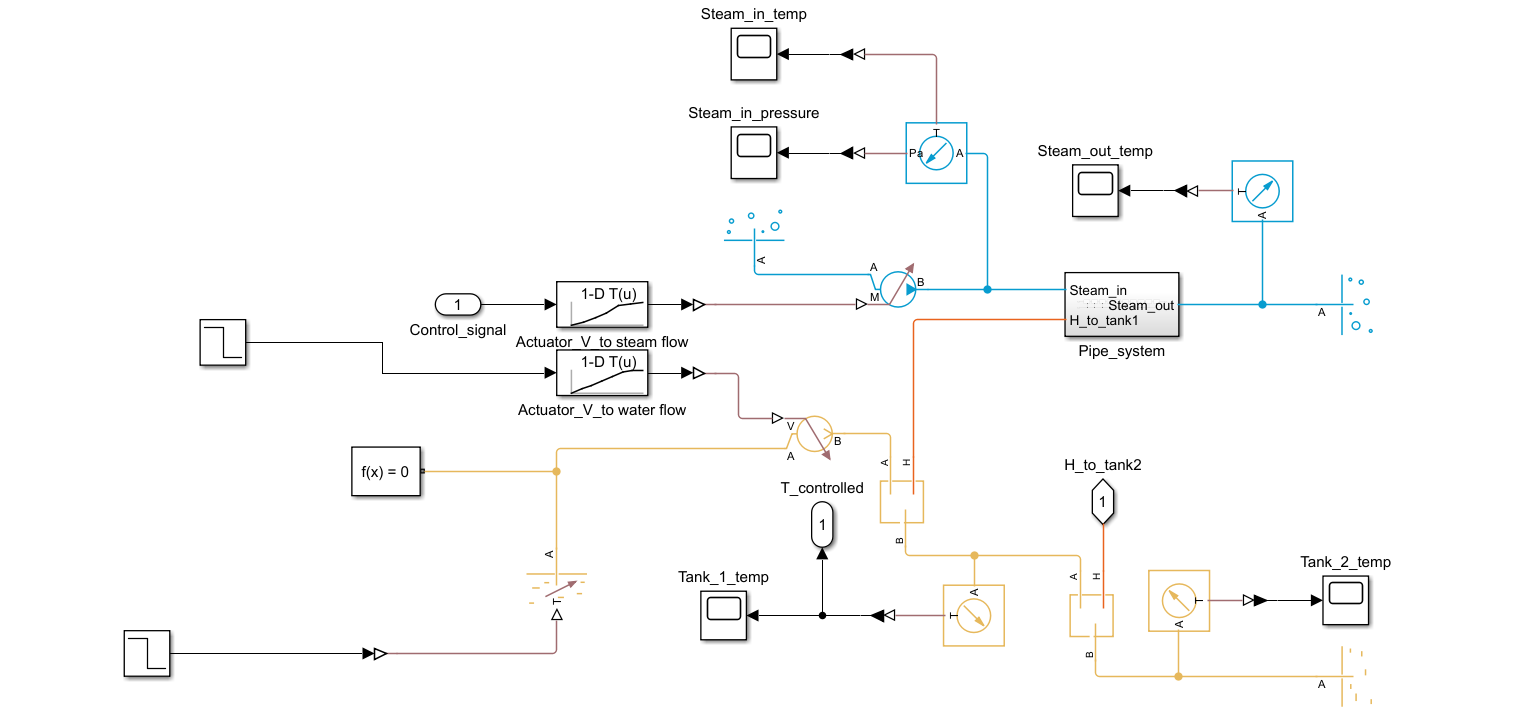 Steam_in_temp
Steam_in_pressure
T
Pa
A
Steam_out_temp
T
A
A
A
M
B
1
Control_signal
1-D T(u)
Actuator_V_to steam flow
Steam_in
Steam_out
H_to_tank1
Pipe_system
A
1-D T(u)
Actuator_V_to water flow
V
A
B
f(x) = 0
A
H
B
T_controlled
1
H_to_tank2
1
A
T
Tank_1_temp
T
A
A
H
B
T
A
Tank_2_temp
A